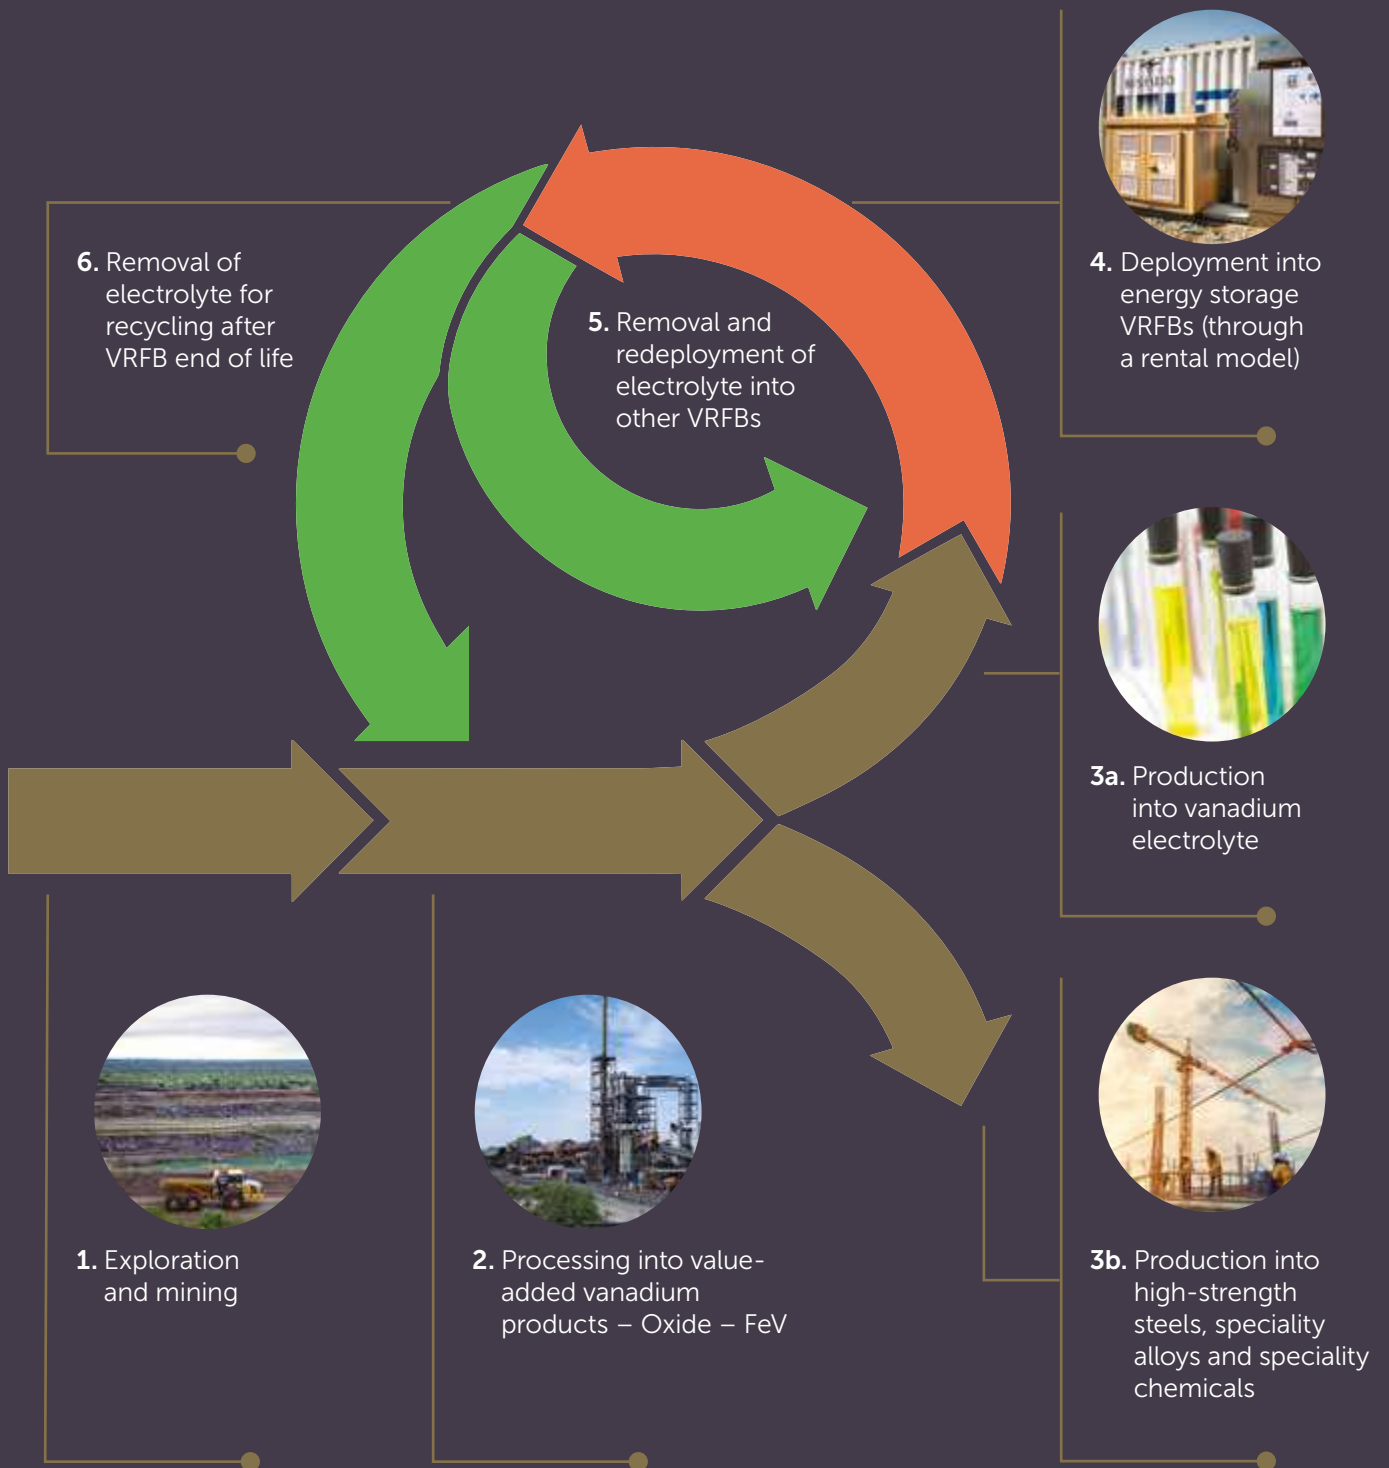 6. Removal of
electrolyte for
recycling after
VRFB end of life
5. Removal and
redeployment of
electrolyte into
other VRFBs
4. Deployment into
energy storage
VRFBs (through
a rental model)
3a. Production
into vanadium
electrolyte
1. Exploration
and mining
2. Processing into value-
added vanadium
products – Oxide – FeV
3b. Production into
high-strength
steels, speciality
alloys and speciality
chemicals